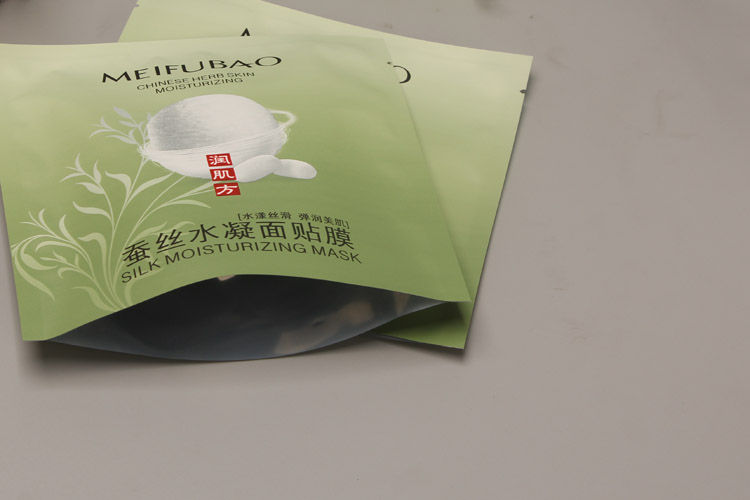 MEIFUBAO
CHINESE HERB SKIN
MOISTURIZING
润
肌
方
[水漾丝滑 弹润美肌]
蚕丝水凝面贴膜
SILK MOISTURIZING MASK